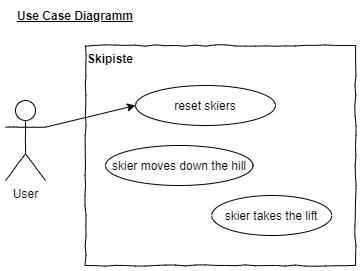 Use Case Diagramm
Skipiste
reset skiers
skier moves down the hill
User
skier takes the lift